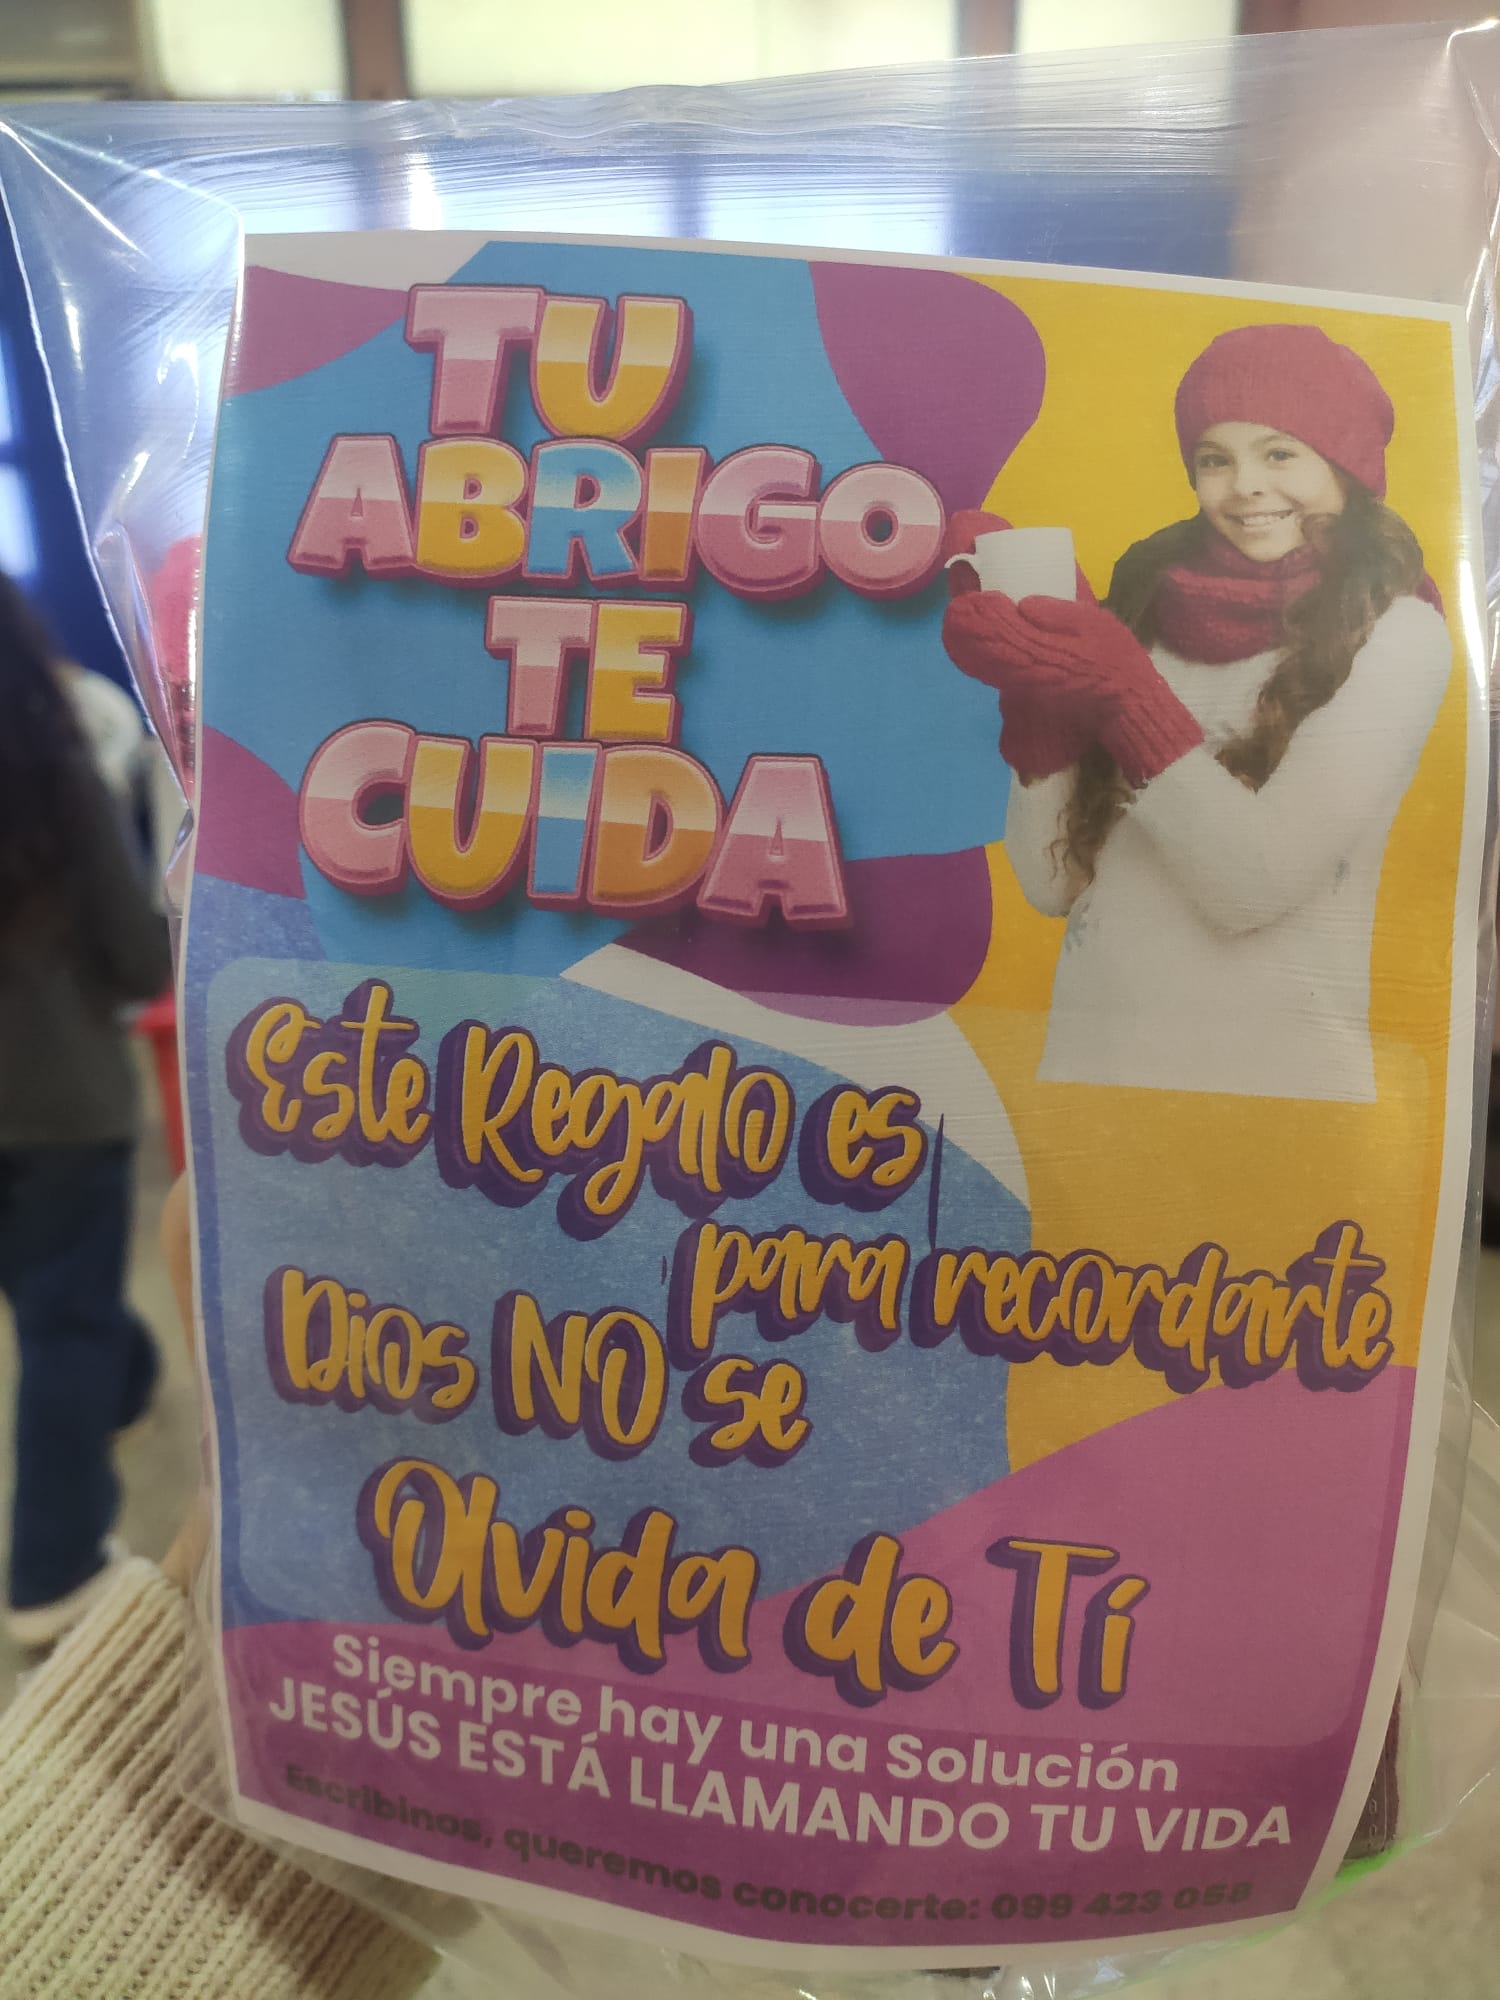 TU
ABRIGO
TE
CUIDA
Este Regalo es
para recordarte
Dios NO se
Olvida de Tí
Siempre hay una Solución
JESÚS ESTÁ LLAMANDO TU VIDA
Escribinos, queremos conocerte: 099 423 058